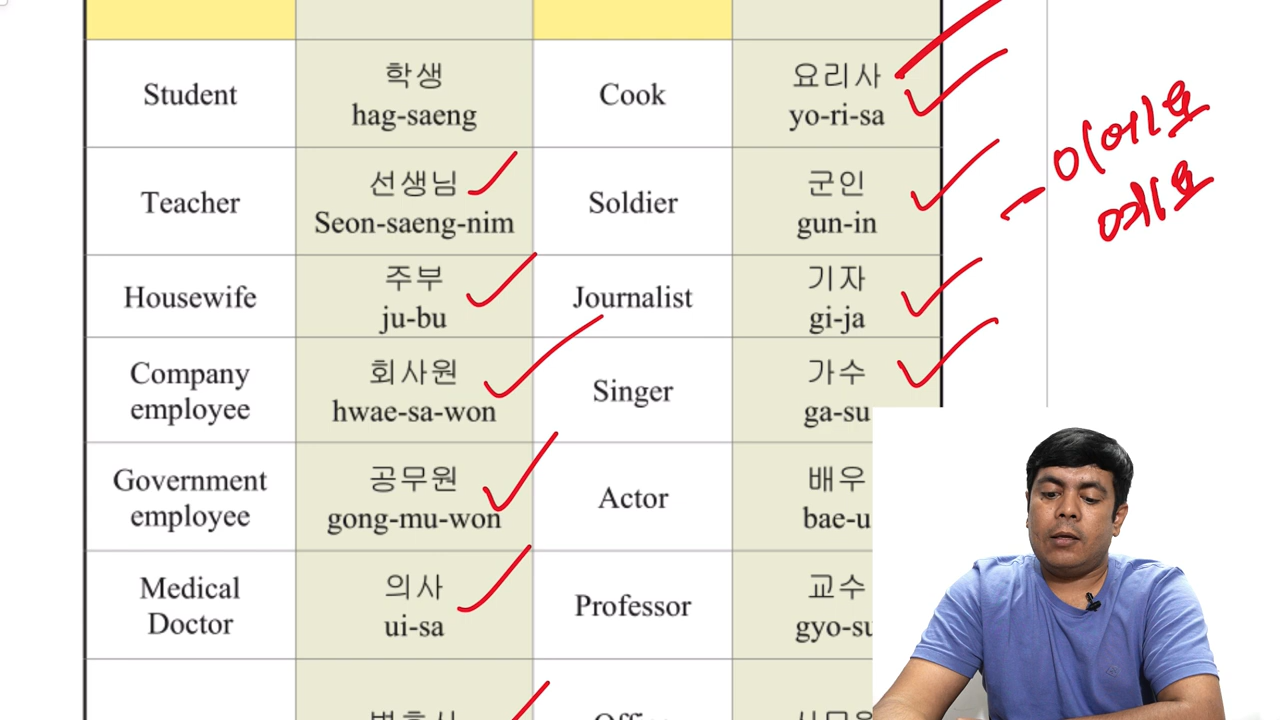 Student 학생 Cook 요리사
hag-saeng yo-ri-sa
Teacher 선생님 Soldier 군인
Seon-saeng-nim gun-in
Housewife 주부 Journalist 기자
ju-bu gi-ja
Company employee 회사원 Singer 가수
hwae-sa-won ga-su
Government employee 공무원 Actor 배우
gong-mu-won bae-u
Medical Doctor 의사 Professor 교수
ui-sa gyo-su
이에요
예요